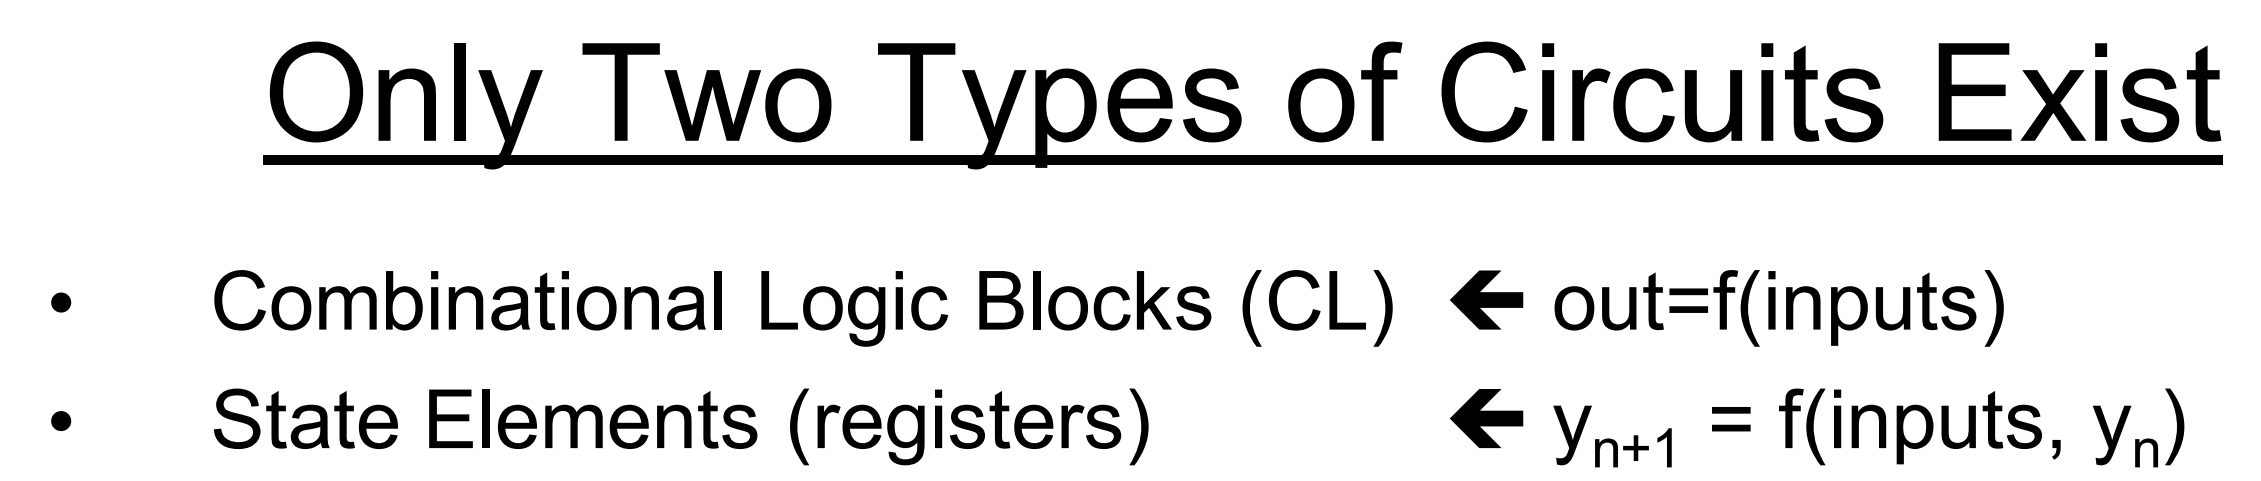 Only Two Types of Circuits Exist
• Combinational Logic Blocks (CL) 🡸 out=f(inputs)
• State Elements (registers) 🡸 yₙ₊₁ = f(inputs, yₙ)